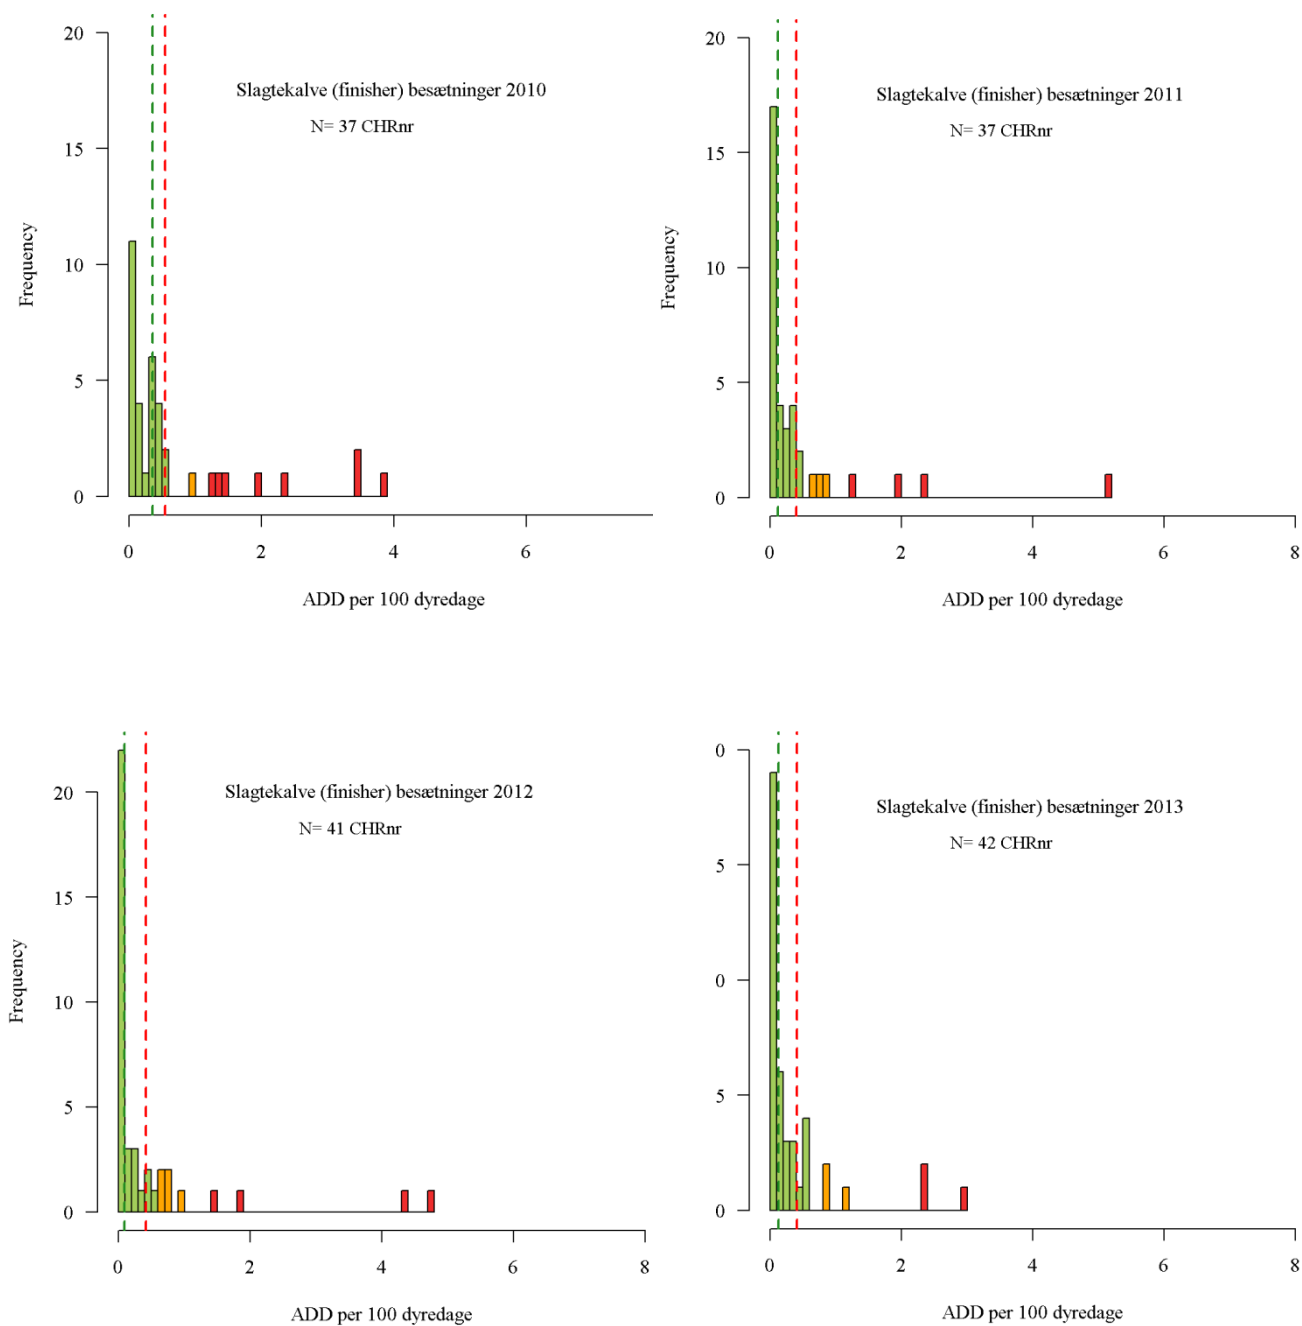 Slagtekalve (finisher) besætninger 2010
N= 37 CHRnr
Frequency
20
15
10
5
0
0 2 4 6
ADD per 100 dyredage
Slagtekalve (finisher) besætninger 2011
N= 37 CHRnr
Frequency
20
15
10
5
0
0 2 4 6 8
ADD per 100 dyredage
Slagtekalve (finisher) besætninger 2012
N= 41 CHRnr
Frequency
20
15
10
5
0
0 2 4 6 8
ADD per 100 dyredage
Slagtekalve (finisher) besætninger 2013
N= 42 CHRnr
0
5
0
5
0
0 2 4 6 8
ADD per 100 dyredage